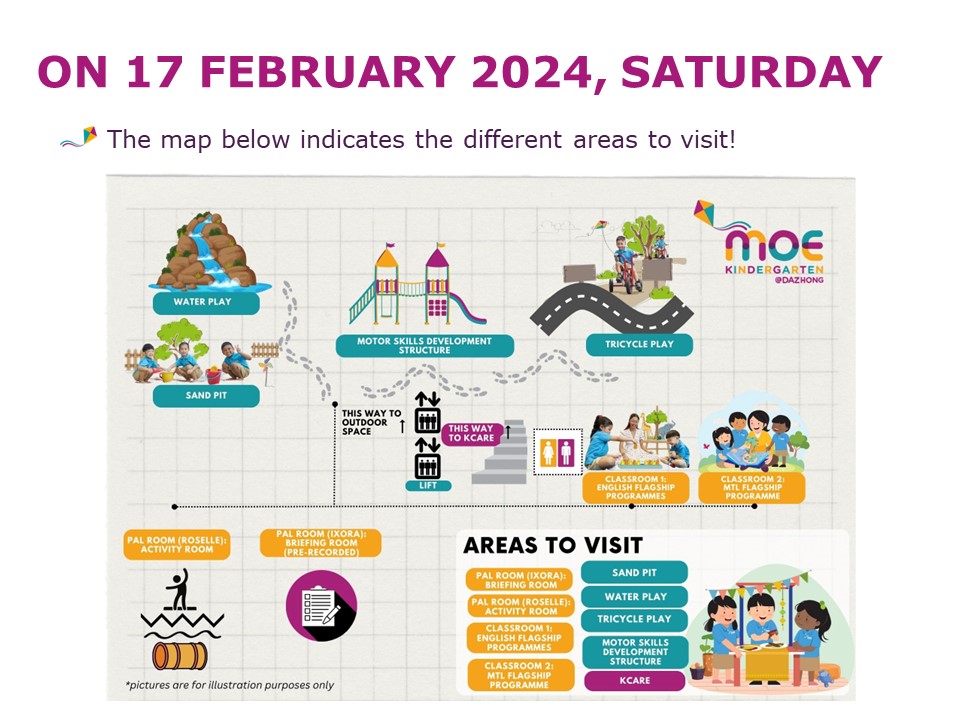 ON 17 FEBRUARY 2024, SATURDAY
The map below indicates the different areas to visit!
moe
KINDERGARTEN
@DAZHONG
WATER PLAY
MOTOR SKILLS DEVELOPMENT
STRUCTURE
TRICYCLE PLAY
SAND PIT
THIS WAY TO
OUTDOOR
SPACE
THIS WAY
TO KCARE
LIFT
CLASSROOM 1:
ENGLISH FLAGSHIP
PROGRAMMES
CLASSROOM 2:
MTL FLAGSHIP
PROGRAMME
PAL ROOM (ROSELLE):
ACTIVITY ROOM
PAL ROOM (IXORA):
BRIEFING ROOM
(PRE-RECORDED)
AREAS TO VISIT
PAL ROOM (IXORA):
BRIEFING ROOM
PAL ROOM (ROSELLE):
ACTIVITY ROOM
CLASSROOM 1:
ENGLISH FLAGSHIP
PROGRAMMES
CLASSROOM 2:
MTL FLAGSHIP
PROGRAMME
SAND PIT
WATER PLAY
TRICYCLE PLAY
MOTOR SKILLS
DEVELOPMENT
STRUCTURE
KCARE
*pictures are for illustration purposes only